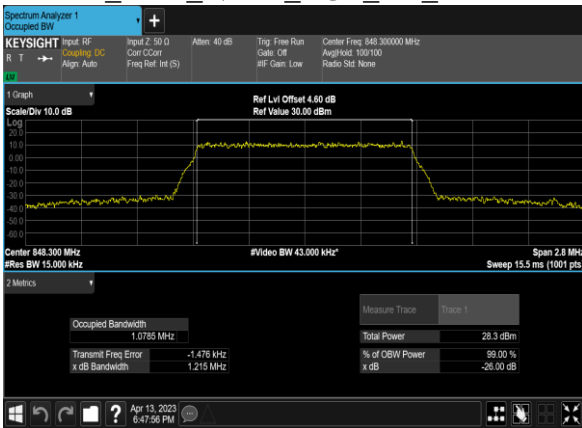 Spectrum Analyzer 1
Occupied BW
+
KEYSIGHT Input: RF Input Z: 50 Ω Atten: 40 dB Trig: Free Run Center Freq: 848.300000 MHz
R T Coupling: DC Corr CCorr Gate: Off Avg|Hold: 100/100
Align: Auto Freq Ref: Int (S) #IF Gain: Low Radio Std: None
1 Graph Ref Lvl Offset 4.60 dB
Scale/Div 10.0 dB Ref Value 30.00 dBm
Log
20.0
10.0
0.00
-10.0
-20.0
-30.0
-40.0
-50.0
-60.0
Center 848.300 MHz #Video BW 43.000 kHz* Span 2.8 MHz
#Res BW 15.000 kHz Sweep 15.5 ms (1001 pts)
2 Metrics
Measure Trace Trace 1
Occupied Bandwidth
1.0785 MHz Total Power 28.3 dBm
Transmit Freq Error -1.476 kHz % of OBW Power 99.00 %
x dB Bandwidth 1.215 MHz x dB -26.00 dB
? Apr 13, 2023
6:47:56 PM